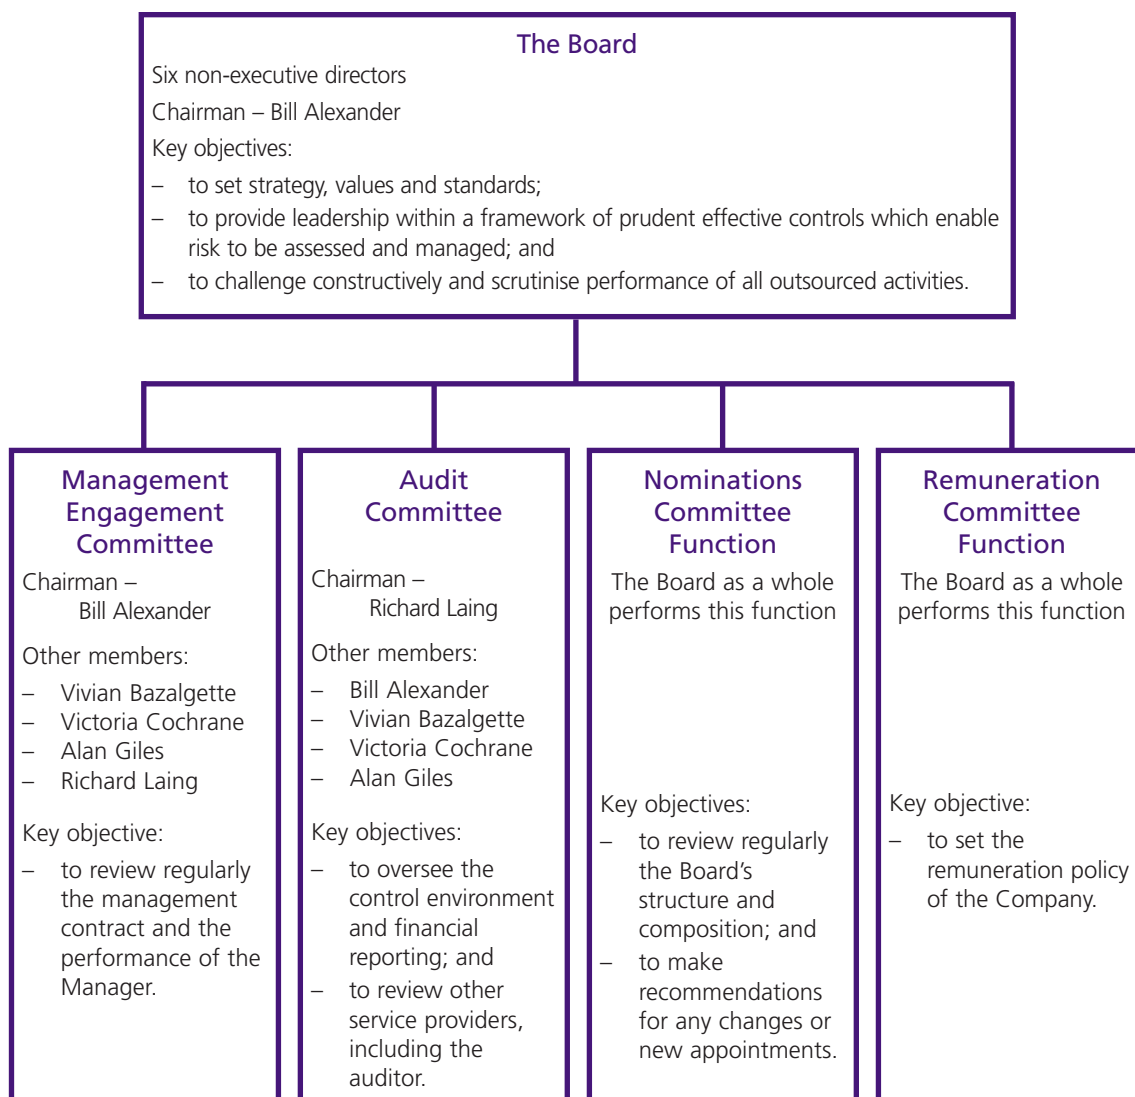 The Board
Six non-executive directors
Chairman – Bill Alexander
Key objectives:
– to set strategy, values and standards;
– to provide leadership within a framework of prudent effective controls which enable
risk to be assessed and managed; and
– to challenge constructively and scrutinise performance of all outsourced activities.
Management
Engagement
Committee
Chairman –
Bill Alexander
Other members:
– Vivian Bazalgette
– Victoria Cochrane
– Alan Giles
– Richard Laing
Key objective:
– to review regularly
the management
contract and the
performance of the
Manager.
Audit
Committee
Chairman –
Richard Laing
Other members:
– Bill Alexander
– Vivian Bazalgette
– Victoria Cochrane
– Alan Giles
Key objectives:
– to oversee the
control environment
and financial
reporting; and
– to review other
service providers,
including the
auditor.
Nominations
Committee
Function
The Board as a whole
performs this function
Key objectives:
– to review regularly
the Board's
structure and
composition; and
– to make
recommendations
for any changes or
new appointments.
Remuneration
Committee
Function
The Board as a whole
performs this function
Key objective:
– to set the
remuneration policy
of the Company.